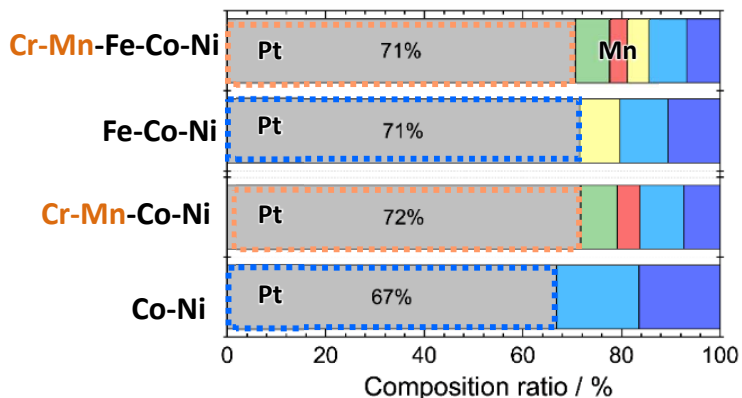 Cr-Mn-Fe-Co-Ni Pt 71% Mn
Fe-Co-Ni Pt 71%
Cr-Mn-Co-Ni Pt 72%
Co-Ni Pt 67%
0 20 40 60 80 100
Composition ratio / %